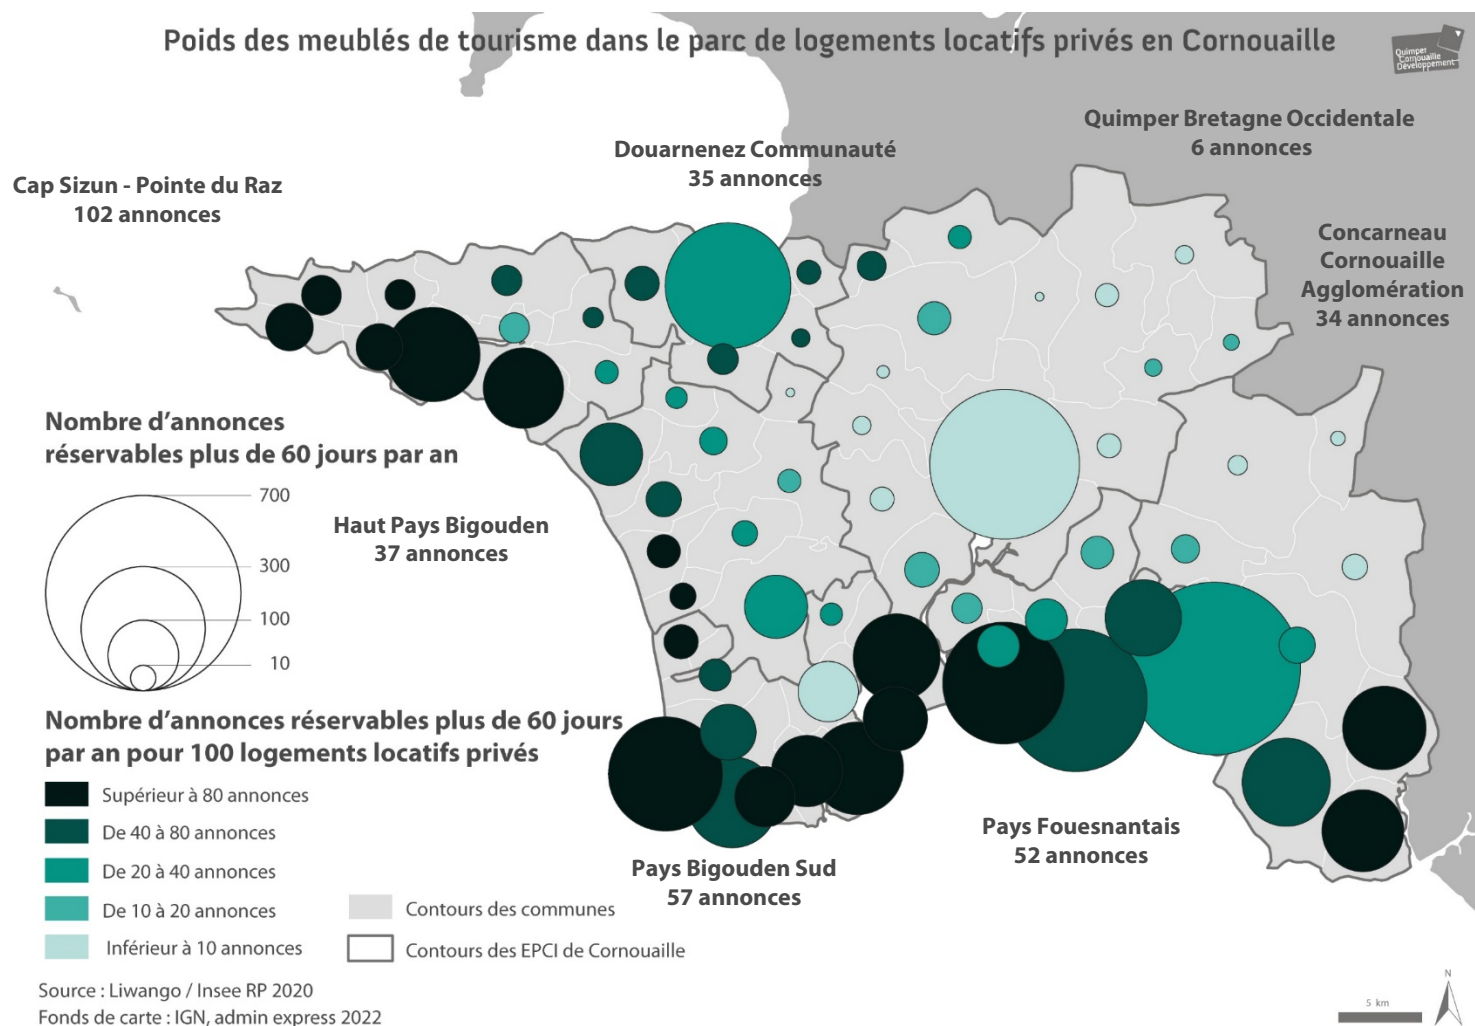 Poids des meublés de tourisme dans le parc de logements locatifs privés en Cornouaille
Quimper
Cornouaille
Développement
Quimper Bretagne Occidentale
6 annonces
Douarnenez Communauté
35 annonces
Cap Sizun - Pointe du Raz
102 annonces
Concarneau
Cornouaille
Agglomération
34 annonces
Nombre d’annonces
réservables plus de 60 jours par an
700
300
100
10
Haut Pays Bigouden
37 annonces
Nombre d’annonces réservables plus de 60 jours
par an pour 100 logements locatifs privés
Supérieur à 80 annonces
De 40 à 80 annonces
De 20 à 40 annonces
De 10 à 20 annonces
Inférieur à 10 annonces
Contours des communes
Contours des EPCI de Cornouaille
Pays Bigouden Sud
57 annonces
Pays Fouesnantais
52 annonces
Source : Liwango / Insee RP 2020
Fonds de carte : IGN, admin express 2022
5 km
N